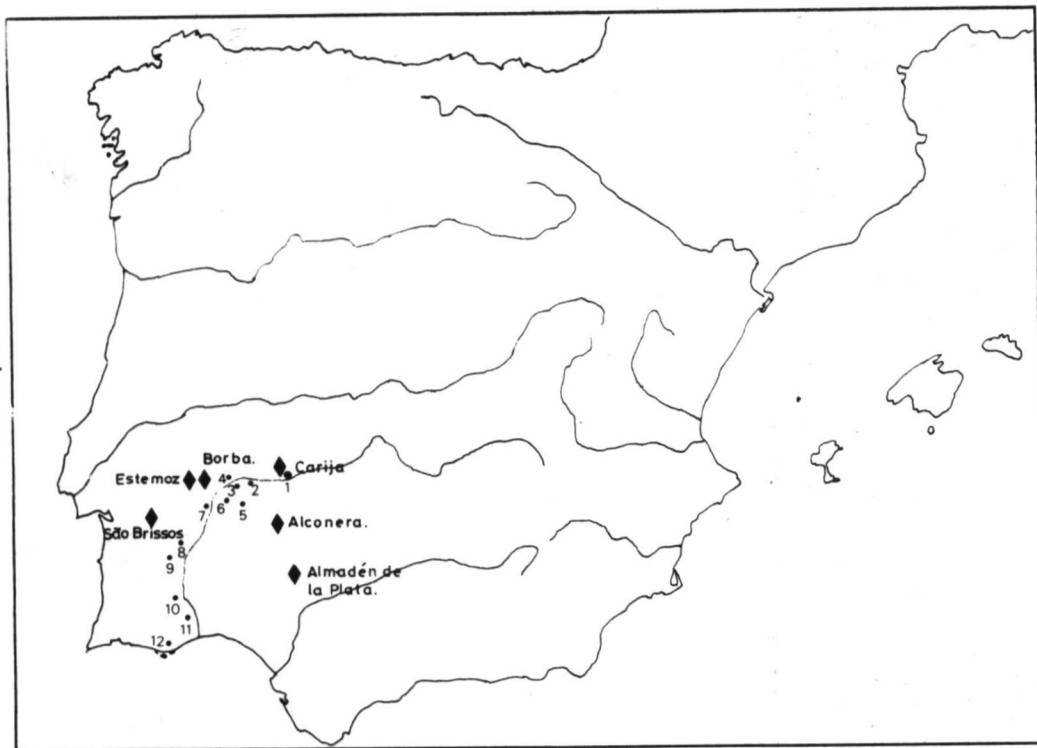 Borba.
Estemoz
Carija
4
3
2
1
6
5
7
Alconera.
São Brissos
8
9
Almadén de
la Plata.
10
11
12